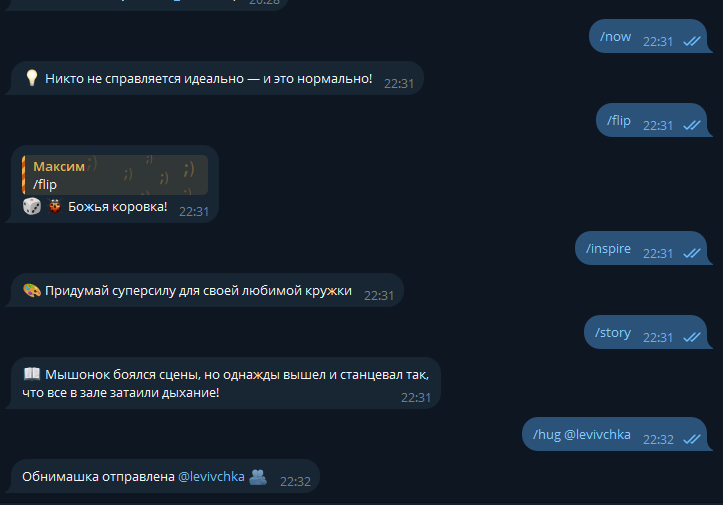 /now 22:31
Никто не справляется идеально — и это нормально! 22:31
/flip 22:31
Максим
/flip
Божья коровка! 22:31
/inspire 22:31
Придумай суперсилу для своей любимой кружки 22:31
/story 22:31
Мышонок боялся сцены, но однажды вышел и станцевал так,
что все в зале затаили дыхание! 22:31
/hug @levivchka 22:32
Обнимашка отправлена @levivchka 22:32